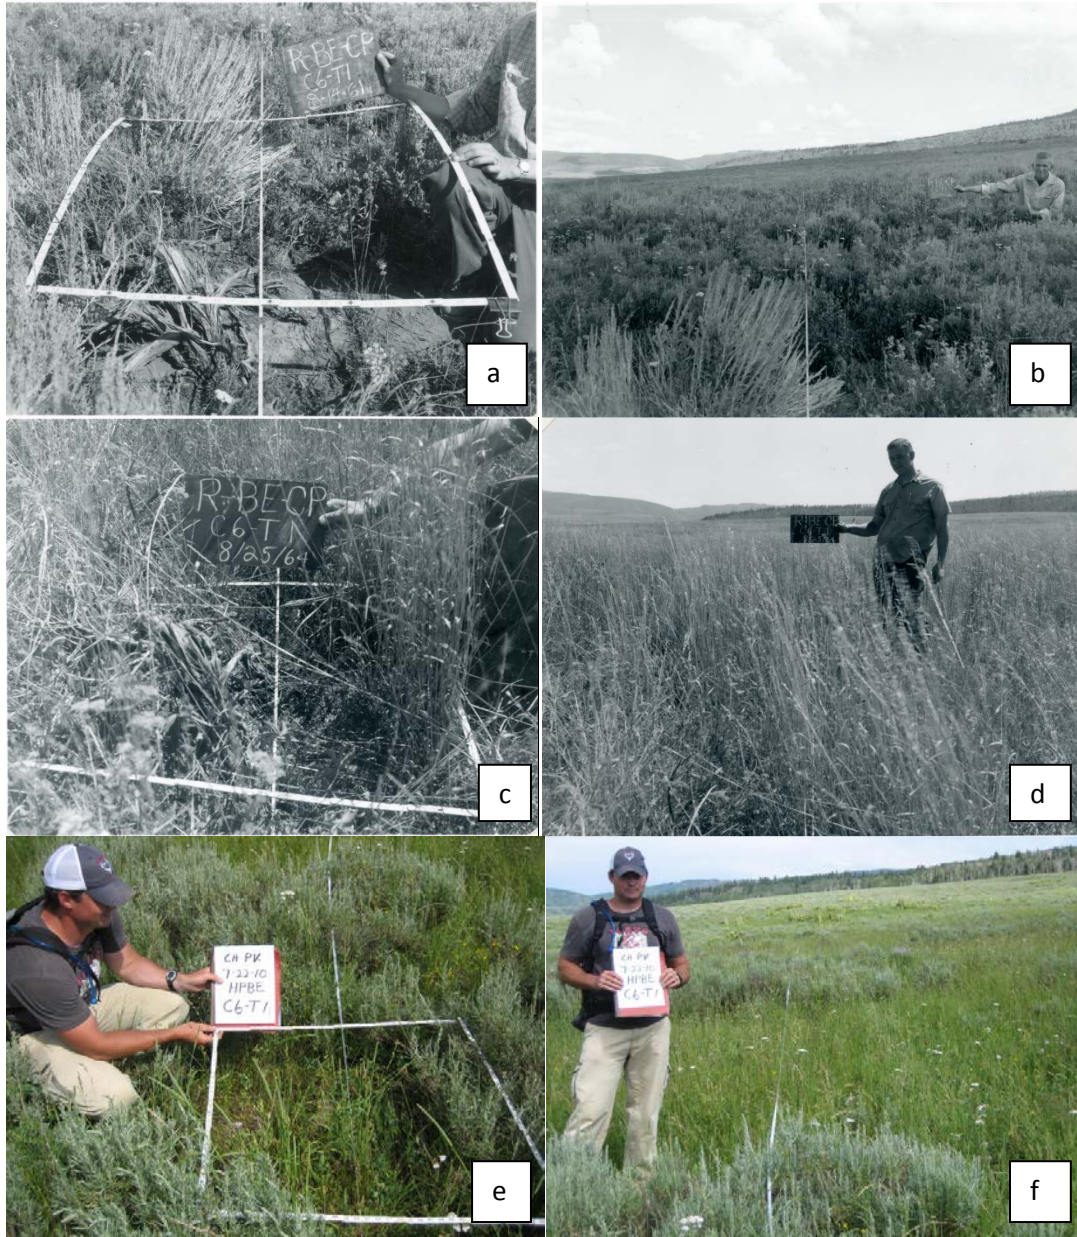 R-BE-CP
C6-T1
a
b
R-BE-CP
C6-T1
8/25/64
c
d
CH PK
7-22-10
HPBE
C6-T1
e
CH PK
7-22-10
HPBE
C6-T1
f